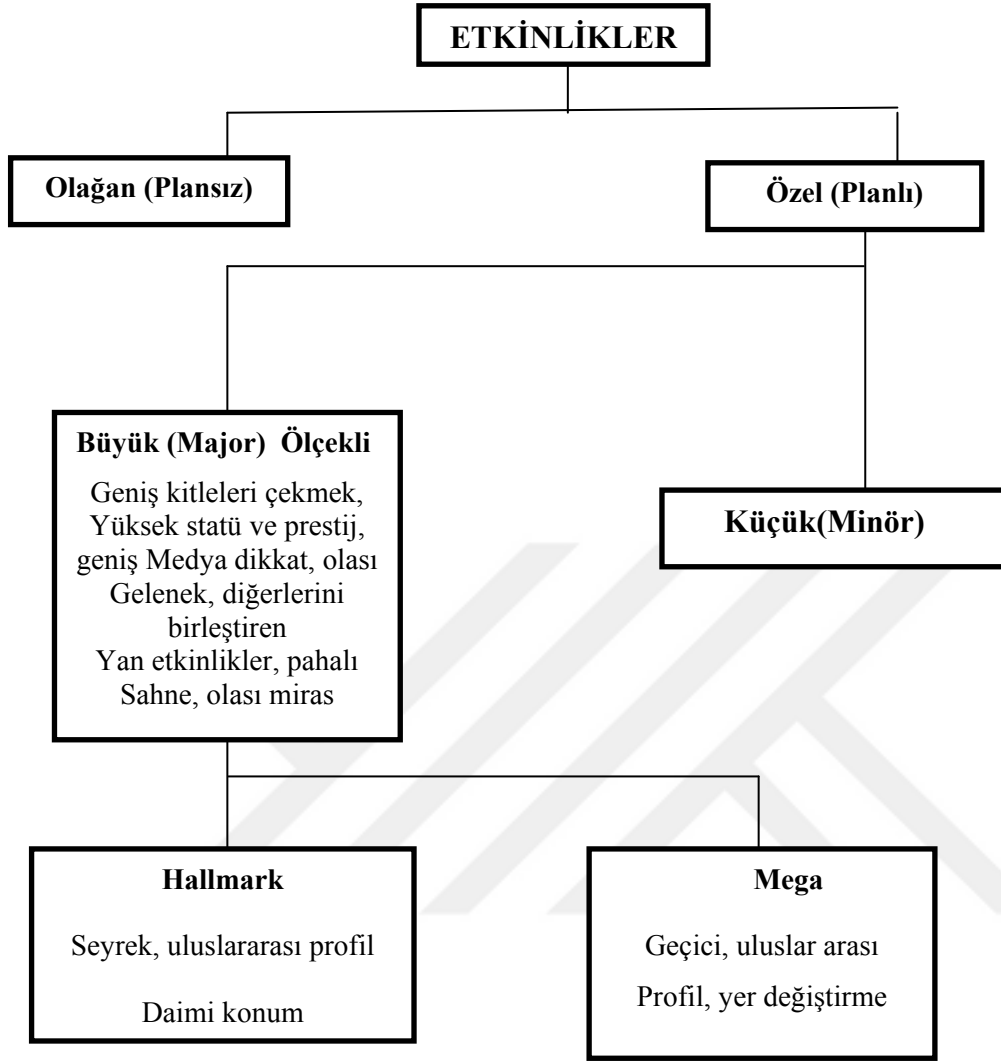 ETKİNLİKLER
Olağan (Plansız)
Özel (Planlı)
Büyük (Major) Ölçekli
Geniş kitleleri çekmek,
Yüksek statü ve prestij,
geniş Medya dikkat, olası
Gelenek, diğerlerini
birleştiren
Yan etkinlikler, pahalı
Sahne, olası miras
Küçük(Minör)
Hallmark
Seyrek, uluslararası profil
Daimi konum
Mega
Geçici, uluslar arası
Profil, yer değiştirme